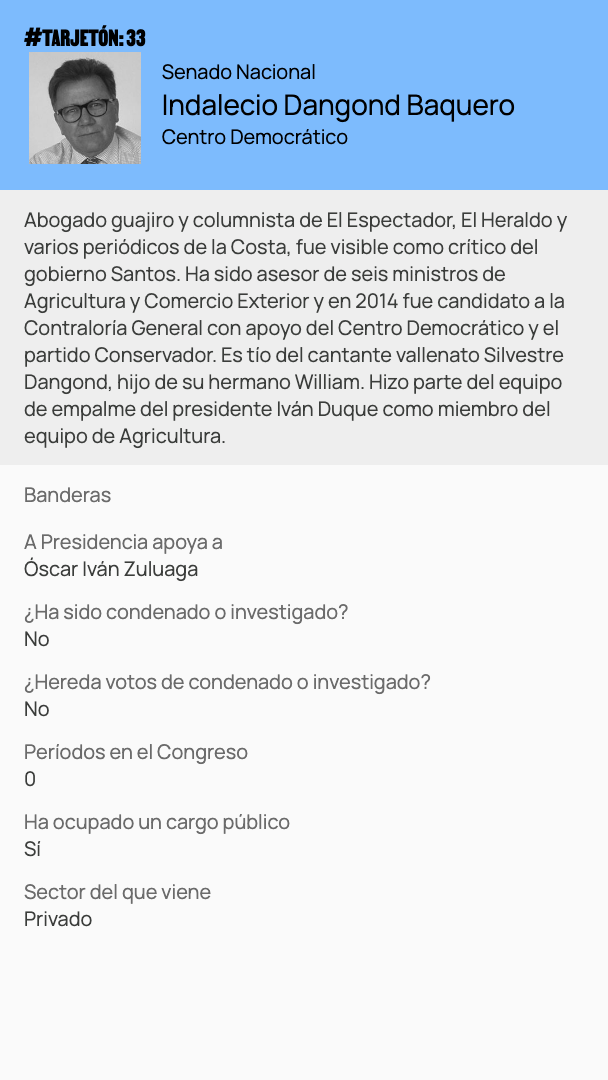 #TARJETÓN: 33
Senado Nacional
Indalecio Dangond Baquero
Centro Democrático
Abogado guajiro y columnista de El Espectador, El Heraldo y
varios periódicos de la Costa, fue visible como crítico del
gobierno Santos. Ha sido asesor de seis ministros de
Agricultura y Comercio Exterior y en 2014 fue candidato a la
Contraloría General con apoyo del Centro Democrático y el
partido Conservador. Es tío del cantante vallenato Silvestre
Dangond, hijo de su hermano William. Hizo parte del equipo
de empalme del presidente Iván Duque como miembro del
equipo de Agricultura.
Banderas
A Presidencia apoya a
Óscar Iván Zuluaga
¿Ha sido condenado o investigado?
No
¿Hereda votos de condenado o investigado?
No
Períodos en el Congreso
0
Ha ocupado un cargo público
Sí
Sector del que viene
Privado